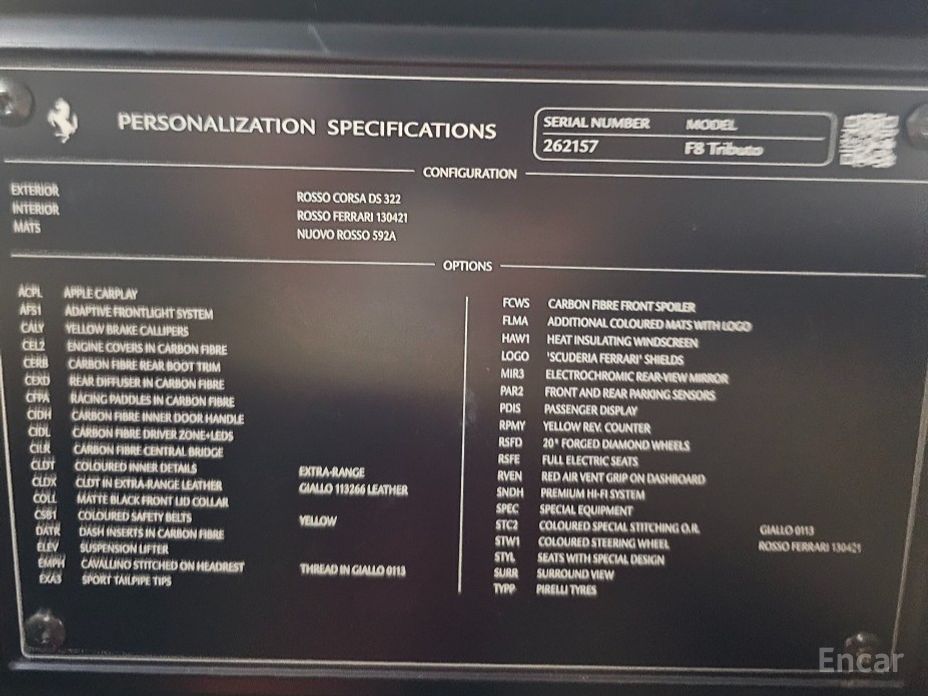 PERSONALIZATION SPECIFICATIONS
SERIAL NUMBER MODEL
262157 F8 Tributo
CONFIGURATION
EXTERIOR ROSSO CORSA DS 322
INTERIOR ROSSO FERRARI 130421
MATS NUOVO ROSSO 592A
OPTIONS
ACPL APPLE CARPLAY
AFS1 ADAPTIVE FRONTLIGHT SYSTEM
CALY YELLOW BRAKE CALLIPERS
CEL2 ENGINE COVERS IN CARBON FIBRE
CERB CARBON FIBRE REAR BOOT TRIM
CEXD REAR DIFFUSER IN CARBON FIBRE
CFPA RACING PADDLES IN CARBON FIBRE
CIDH CARBON FIBRE INNER DOOR HANDLE
CIDL CARBON FIBRE DRIVER ZONE+LEDS
CILR CARBON FIBRE CENTRAL BRIDGE
CLDT COLOURED INNER DETAILS EXTRA-RANGE
CLDX CLDT IN EXTRA-RANGE LEATHER GIALLO 113266 LEATHER
COLL MATTE BLACK FRONT LID COLLAR
CSB1 COLOURED SAFETY BELTS YELLOW
DATR DASH INSERTS IN CARBON FIBRE
ELEV SUSPENSION LIFTER
EMPH CAVALLINO STITCHED ON HEADREST THREAD IN GIALLO 0113
EXA3 SPORT TAILPIPE TIPS
FCWS CARBON FIBRE FRONT SPOILER
FLMA ADDITIONAL COLOURED MATS WITH LOGO
HAW1 HEAT INSULATING WINDSCREEN
LOGO 'SCUDERIA FERRARI' SHIELDS
MIR3 ELECTROCHROMIC REAR-VIEW MIRROR
PAR2 FRONT AND REAR PARKING SENSORS
PDIS PASSENGER DISPLAY
RPMY YELLOW REV. COUNTER
RSFD 20" FORGED DIAMOND WHEELS
RSFE FULL ELECTRIC SEATS
RVEN RED AIR VENT GRIP ON DASHBOARD
SNDH PREMIUM HI-FI SYSTEM
SPEC SPECIAL EQUIPMENT
STC2 COLOURED SPECIAL STITCHING O.R. GIALLO 0113
STW1 COLOURED STEERING WHEEL ROSSO FERRARI 130421
STYL SEATS WITH SPECIAL DESIGN
SURR SURROUND VIEW
TYPP PIRELLI TYRES
Encar